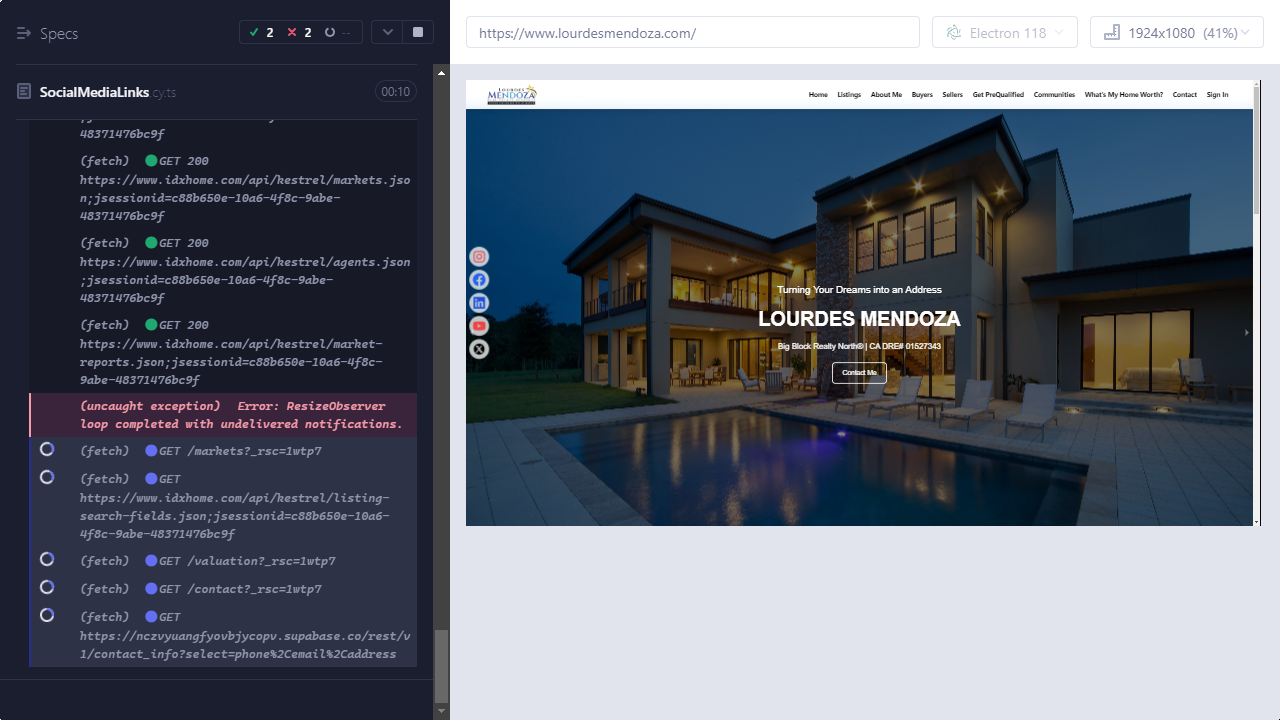 Specs
2
2
--
SocialMediaLinks.cy.ts
00:10
48371476bc9f
(fetch) GET 200
https://www.idxhome.com/api/kestrel/markets.jso
n;jsessionid=c88b650e-10a6-4f8c-9abe-
48371476bc9f
(fetch) GET 200
https://www.idxhome.com/api/kestrel/agents.json
;jsessionid=c88b650e-10a6-4f8c-9abe-
48371476bc9f
(fetch) GET 200
https://www.idxhome.com/api/kestrel/market-
reports.json;jsessionid=c88b650e-10a6-4f8c-
9abe-48371476bc9f
(uncaught exception) Error: ResizeObserver
loop completed with undelivered notifications.
(fetch) GET /markets?_rsc=1wtp7
(fetch) GET
https://www.idxhome.com/api/kestrel/listing-
search-fields.json;jsessionid=c88b650e-10a6-
4f8c-9abe-48371476bc9f
(fetch) GET /valuation?_rsc=1wtp7
(fetch) GET /contact?_rsc=1wtp7
(fetch) GET
https://nczvyuangfyovbjycopv.supabase.co/rest/v
1/contact_info?select=phone%2Cemail%2Caddress
https://www.lourdesmendoza.com/
Electron 118
1924x1080 (41%)
LOURDES
MENDOZA
Home Listings About Me Buyers Sellers Get PreQualified Communities What's My Home Worth? Contact Sign In
Turning Your Dreams into an Address
LOURDES MENDOZA
Big Block Realty North® | CA DRE# 01527343
Contact Me